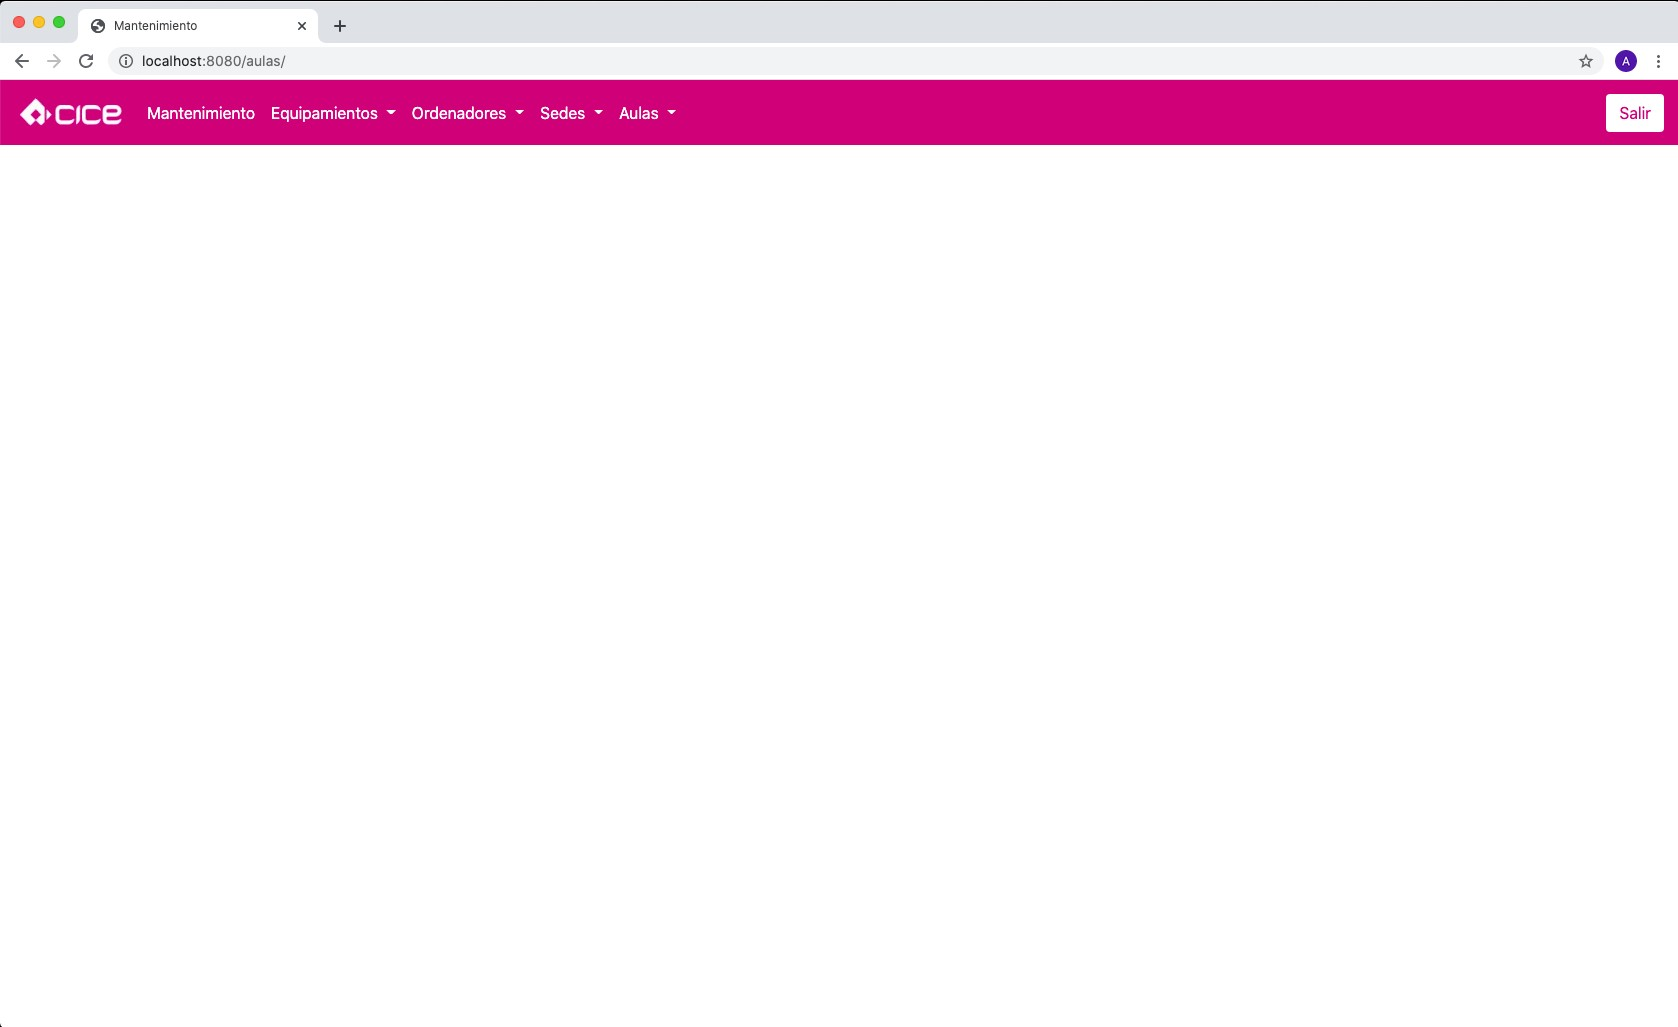 Mantenimiento
localhost:8080/aulas/
A
CICE Mantenimiento Equipamientos Ordenadores Sedes Aulas Salir